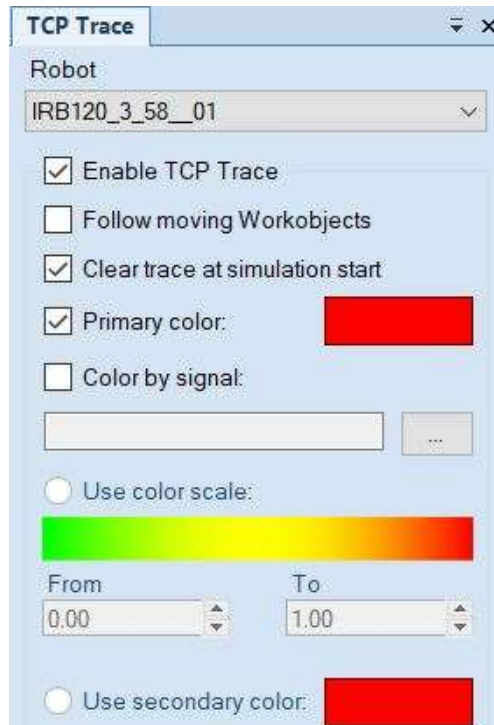 TCP Trace
Robot
IRB120_3_58__01
Enable TCP Trace
Follow moving Workobjects
Clear trace at simulation start
Primary color:
Color by signal:
...
Use color scale:
From To
0.00 1.00
Use secondary color: